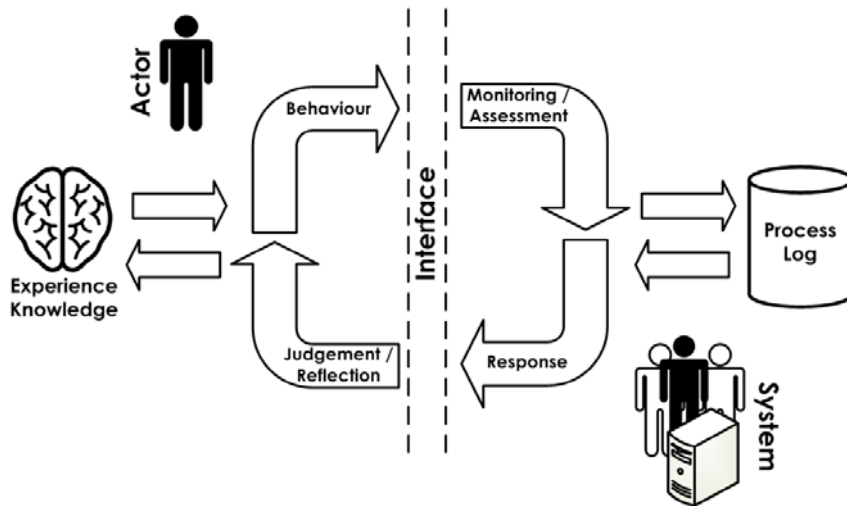 Actor
Behaviour
Monitoring /
Assessment
Interface
Experience
Knowledge
Process
Log
Judgement /
Reflection
Response
System